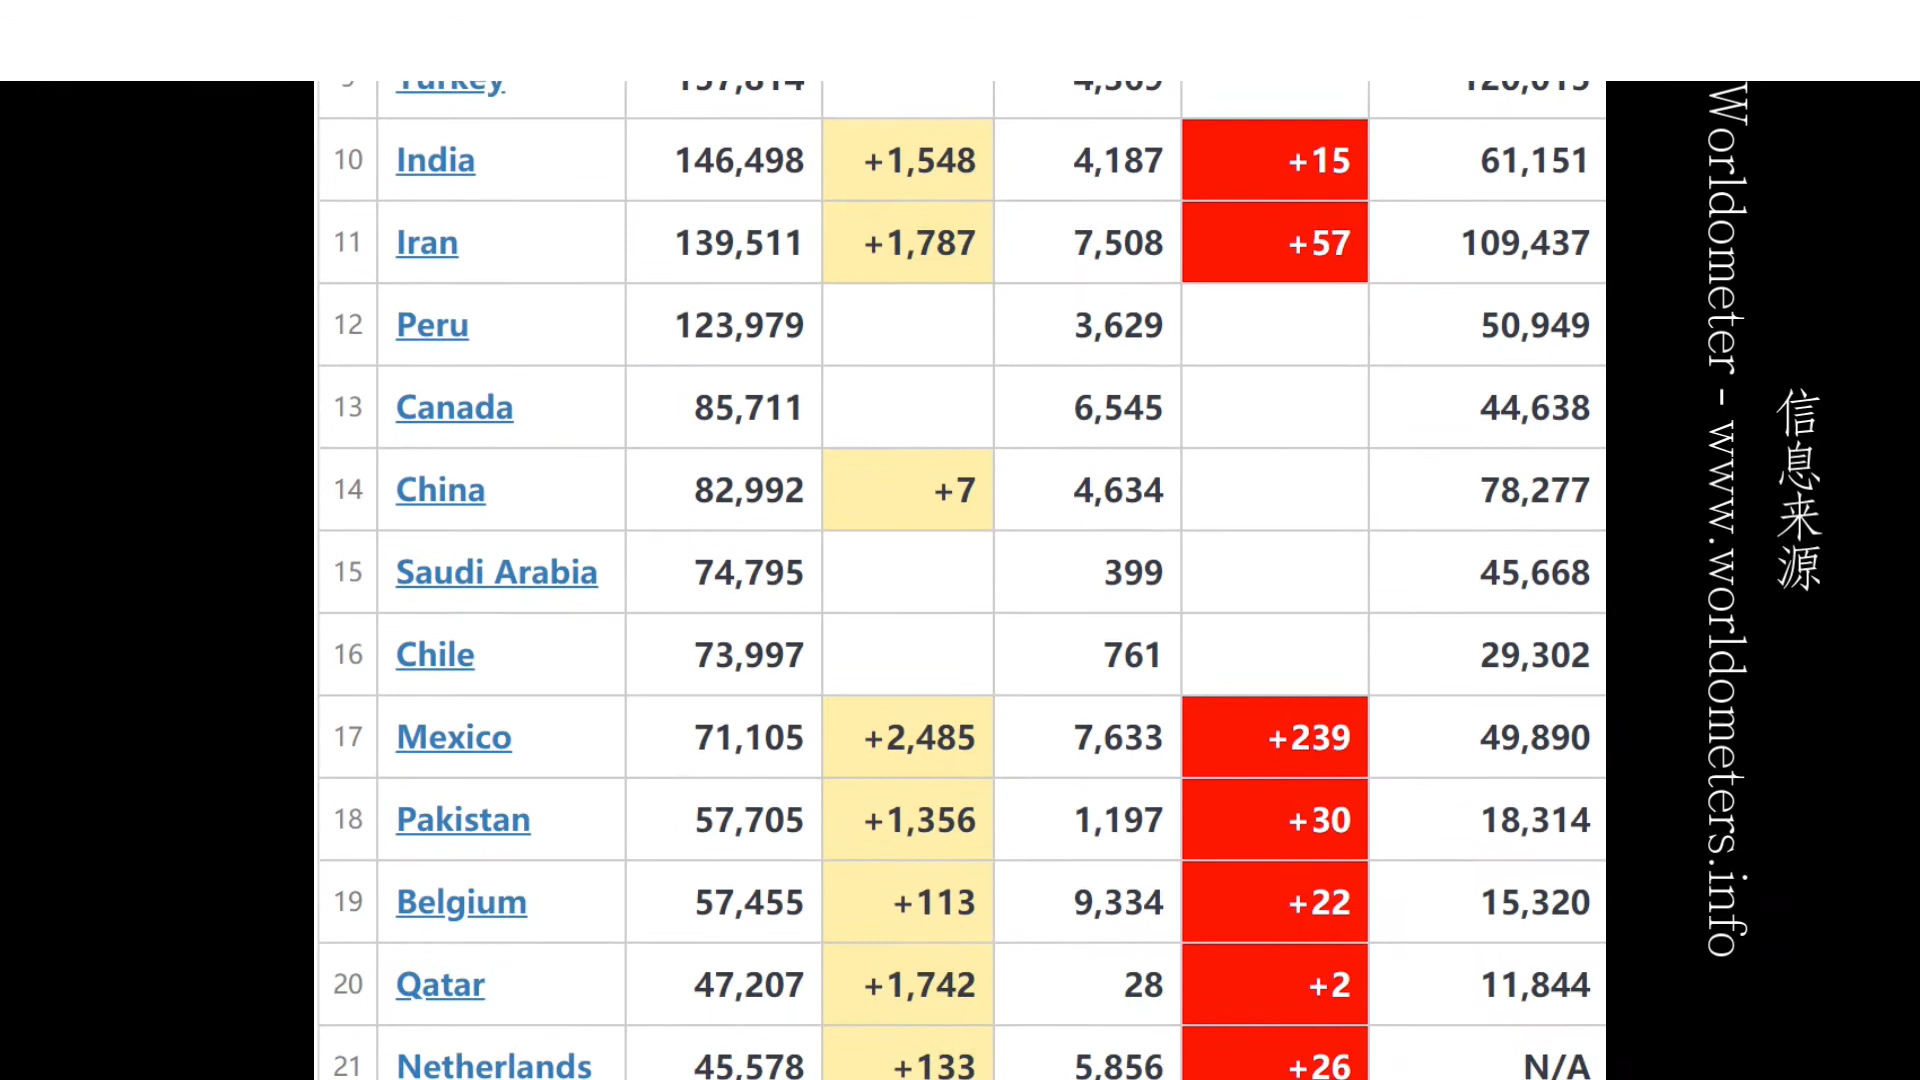 10 India 146,498 +1,548 4,187 +15 61,151
11 Iran 139,511 +1,787 7,508 +57 109,437
12 Peru 123,979 3,629 50,949
13 Canada 85,711 6,545 44,638
14 China 82,992 +7 4,634 78,277
15 Saudi Arabia 74,795 399 45,668
16 Chile 73,997 761 29,302
17 Mexico 71,105 +2,485 7,633 +239 49,890
18 Pakistan 57,705 +1,356 1,197 +30 18,314
19 Belgium 57,455 +113 9,334 +22 15,320
20 Qatar 47,207 +1,742 28 +2 11,844
21 Netherlands 45,578 +133 5,856 +26 N/A
信息来源
Worldometer - www.worldometers.info